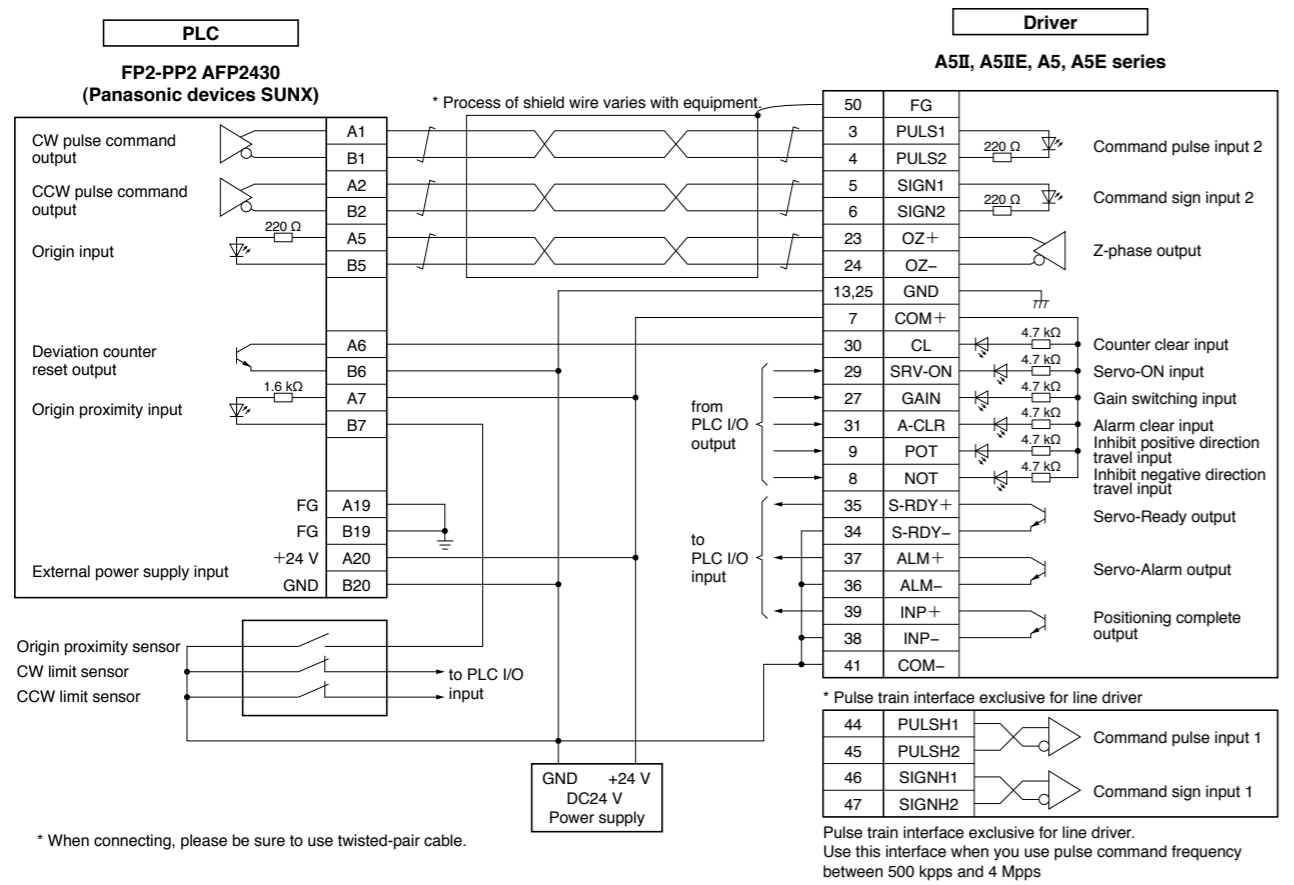 PLC
FP2-PP2 AFP2430
(Panasonic devices SUNX)
Driver
A5II, A5IIE, A5, A5E series
* Process of shield wire varies with equipment.
CW pulse command
output
A1
B1
CCW pulse command
output
A2
B2
Origin input
220 Ω
A5
B5
Deviation counter
reset output
A6
B6
Origin proximity input
1.6 kΩ
A7
B7
FG A19
FG B19
External power supply input
+24 V A20
GND B20
Origin proximity sensor
CW limit sensor
CCW limit sensor
to PLC I/O
input
GND +24 V
DC24 V
Power supply
* When connecting, please be sure to use twisted-pair cable.
from
PLC I/O
output
to
PLC I/O
input
50 FG
3 PULS1
4 PULS2
220 Ω
Command pulse input 2
5 SIGN1
6 SIGN2
220 Ω
Command sign input 2
23 OZ+
24 OZ−
Z-phase output
13,25 GND
7 COM+
30 CL 4.7 kΩ Counter clear input
29 SRV-ON 4.7 kΩ Servo-ON input
27 GAIN 4.7 kΩ Gain switching input
31 A-CLR 4.7 kΩ Alarm clear input
9 POT 4.7 kΩ Inhibit positive direction
travel input
8 NOT 4.7 kΩ Inhibit negative direction
travel input
35 S-RDY+
34 S-RDY−
Servo-Ready output
37 ALM+
36 ALM−
Servo-Alarm output
39 INP+
38 INP−
Positioning complete
output
41 COM−
* Pulse train interface exclusive for line driver
44 PULSH1
45 PULSH2
Command pulse input 1
46 SIGNH1
47 SIGNH2
Command sign input 1
Pulse train interface exclusive for line driver.
Use this interface when you use pulse command frequency
between 500 kpps and 4 Mpps